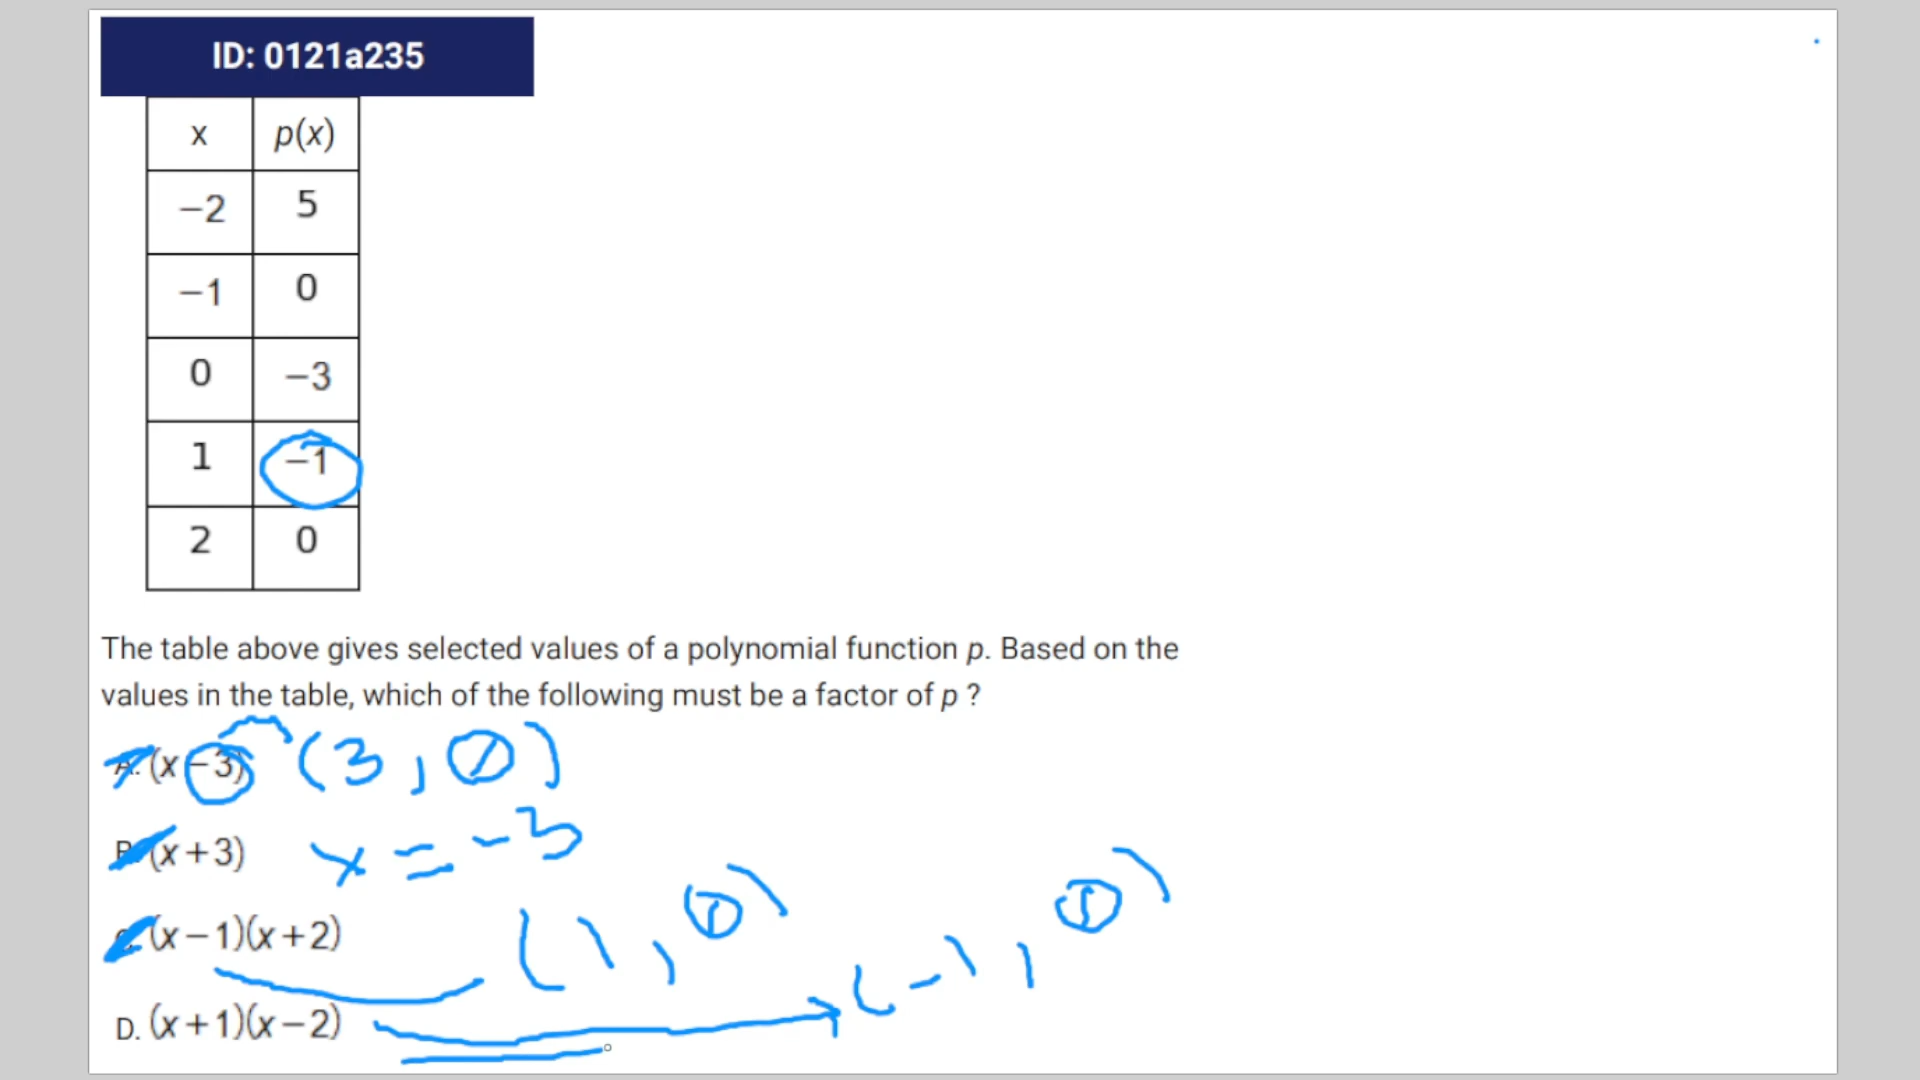 ID: 0121a235
x p(x)
−2 5
−1 0
0 −3
1 −1
2 0
The table above gives selected values of a polynomial function p. Based on the
values in the table, which of the following must be a factor of p ?
A. (x−3) (3, 0)
B. (x+3) x = -3
C. (x−1)(x+2) (1, 0)
D. (x+1)(x−2) (-1, 0)